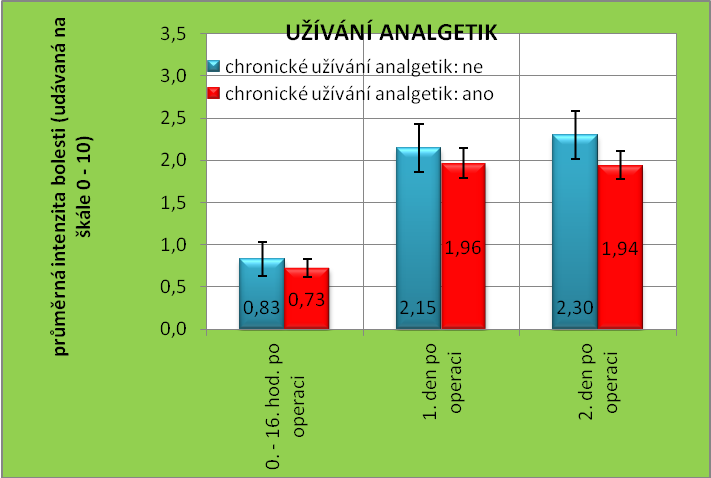 UŽÍVÁNÍ ANALGETIK
chronické užívání analgetik: ne
chronické užívání analgetik: ano
průměrná intenzita bolesti (udávaná na
škále 0 - 10)
3,5
3,0
2,5
2,0
1,5
1,0
0,5
0,0
0,83
0,73
2,15
1,96
2,30
1,94
0. - 16. hod. po
operaci
1. den po
operaci
2. den po
operaci